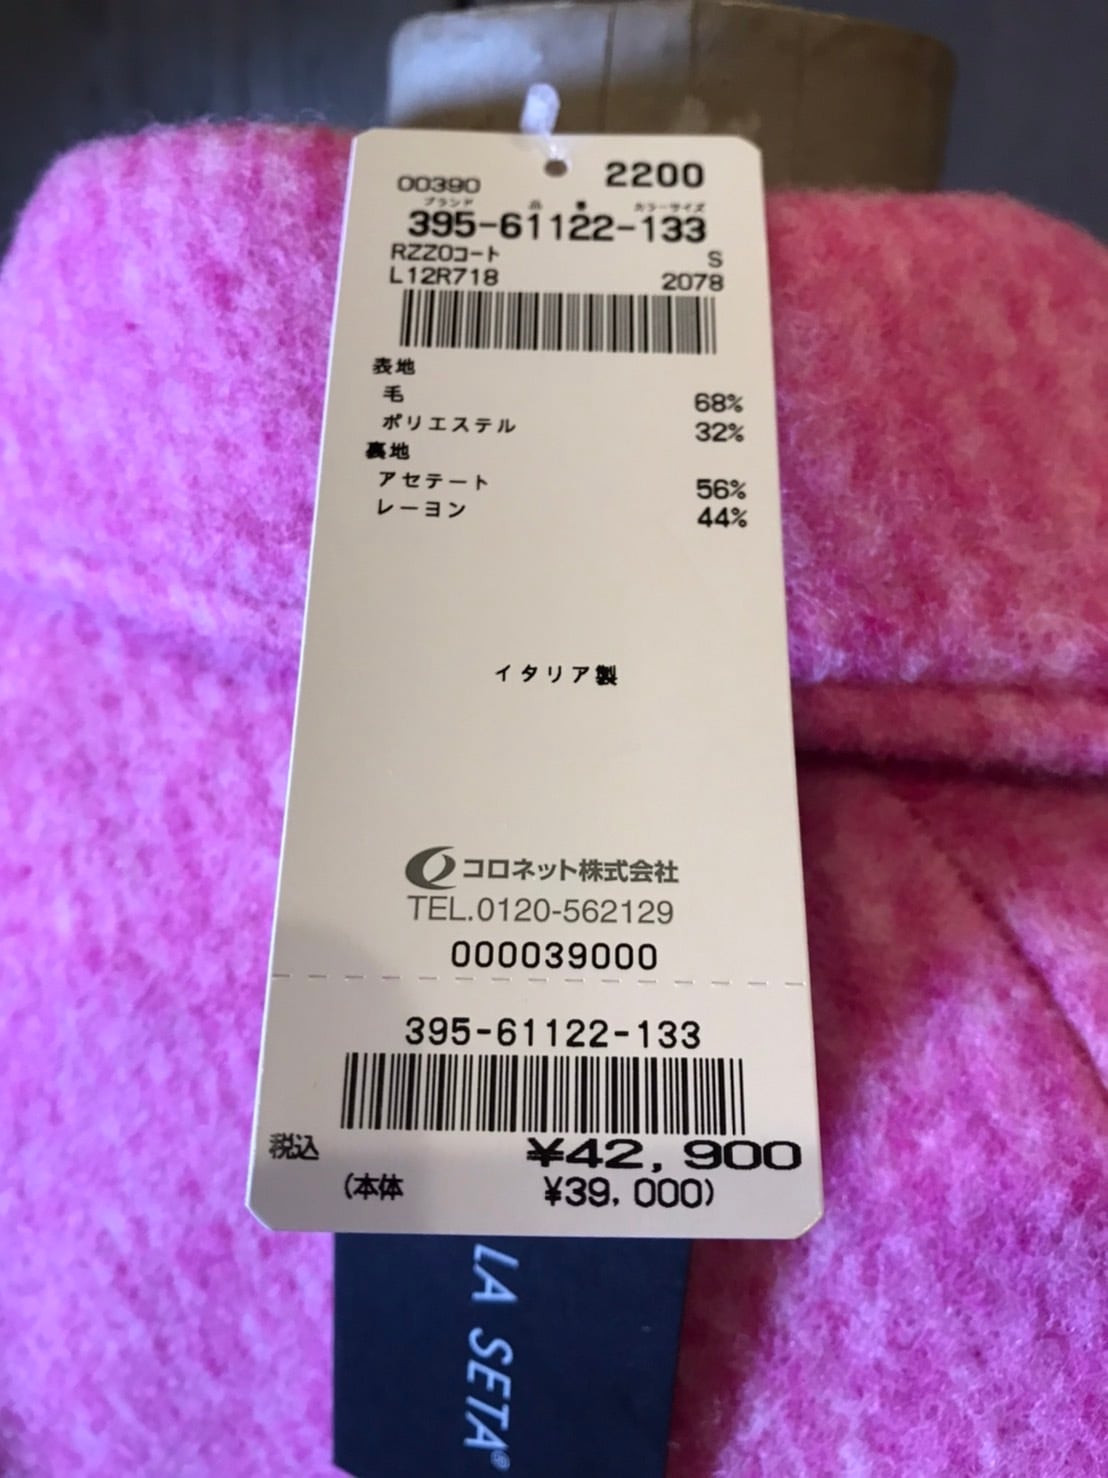 2200
00390
ブランド 品 番 カラーサイズ
395-61122-133
RZZOコート S
L12R718 2078
表地
毛 68%
ポリエステル 32%
裏地
アセテート 56%
レーヨン 44%
イタリア製
コロネット株式会社
TEL.0120-562129
000039000
395-61122-133
税込 ¥42,900
(本体 ¥39,000)
LA SETA®